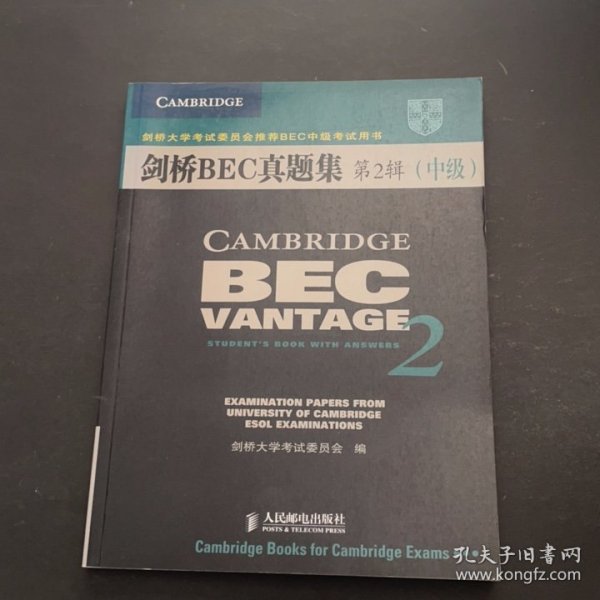 CAMBRIDGE
剑桥大学考试委员会推荐BEC中级考试用书
剑桥BEC真题集 第2辑（中级）
CAMBRIDGE
BEC
VANTAGE 2
STUDENT'S BOOK WITH ANSWERS
EXAMINATION PAPERS FROM
UNIVERSITY OF CAMBRIDGE
ESOL EXAMINATIONS
剑桥大学考试委员会 编
人民邮电出版社
POSTS & TELECOM PRESS
Cambridge Books for Cambridge Exams
孔夫子旧书网
www.kongfz.com